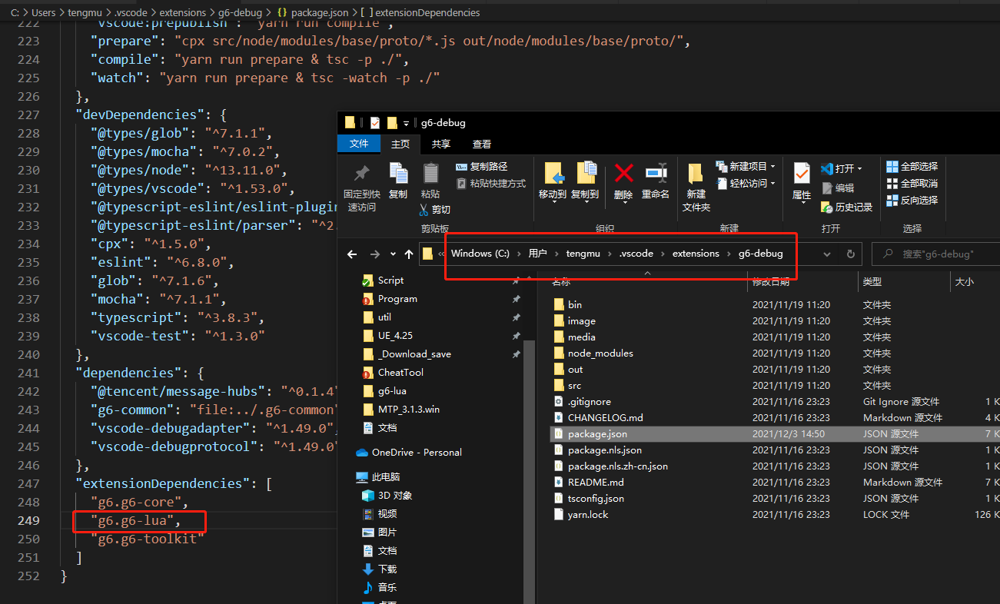 C: > Users > tengmu > .vscode > extensions > g6-debug > {} package.json > [ ] extensionDependencies
222 "vscode:prepublish": "yarn run compile",
223 "prepare": "cpx src/node/modules/base/proto/*.js out/node/modules/base/proto/",
224 "compile": "yarn run prepare & tsc -p ./",
225 "watch": "yarn run prepare & tsc -watch -p ./"
226 },
227 "devDependencies": {
228 "@types/glob": "^7.1.1",
229 "@types/mocha": "^7.0.2",
230 "@types/node": "^13.11.0",
231 "@types/vscode": "^1.53.0",
232 "@typescript-eslint/eslint-plugin
233 "@typescript-eslint/parser": "^2.
234 "cpx": "^1.5.0",
235 "eslint": "^6.8.0",
236 "glob": "^7.1.6",
237 "mocha": "^7.1.1",
238 "typescript": "^3.8.3",
239 "vscode-test": "^1.3.0"
240 },
241 "dependencies": {
242 "@tencent/message-hubs": "^0.1.4"
243 "g6-common": "file:../.g6-common"
244 "vscode-debugadapter": "^1.49.0",
245 "vscode-debugprotocol": "^1.49.0"
246 },
247 "extensionDependencies": [
248 "g6.g6-core",
249 "g6.g6-lua",
250 "g6.g6-toolkit"
251 ]
252 }
g6-debug
文件 主页 共享 查看
固定到快速访问
复制
粘贴
复制路径
粘贴快捷方式
剪切
剪贴板
移动到 复制到 删除 重命名
组织
新建文件夹
新建项目
轻松访问
新建
属性
打开
编辑
历史记录
打开
全部选择
全部取消
反向选择
选择
« Windows (C:) > 用户 > tengmu > .vscode > extensions > g6-debug
搜索"g6-debug"
Script
Program
util
UE_4.25
_Download_save
CheatTool
g6-lua
MTP_3.1.3.win
文档
OneDrive - Personal
此电脑
3D 对象
视频
图片
文档
下载
音乐
名称 修改日期 类型 大小
bin 2021/11/19 11:20 文件夹
image 2021/11/19 11:20 文件夹
media 2021/11/19 11:20 文件夹
node_modules 2021/11/19 11:20 文件夹
out 2021/11/19 11:20 文件夹
src 2021/11/19 11:20 文件夹
.gitignore 2021/11/16 23:23 Git Ignore 源文件 1 K
CHANGELOG.md 2021/11/16 23:23 Markdown 源文件 4 K
package.json 2021/12/3 14:50 JSON 源文件 7 K
package.nls.json 2021/11/16 23:23 JSON 源文件 7 K
package.nls.zh-cn.json 2021/11/16 23:23 JSON 源文件 7 K
README.md 2021/11/16 23:23 Markdown 源文件 7 K
tsconfig.json 2021/11/16 23:23 JSON 源文件 1 K
yarn.lock 2021/11/16 23:23 LOCK 文件 126 K